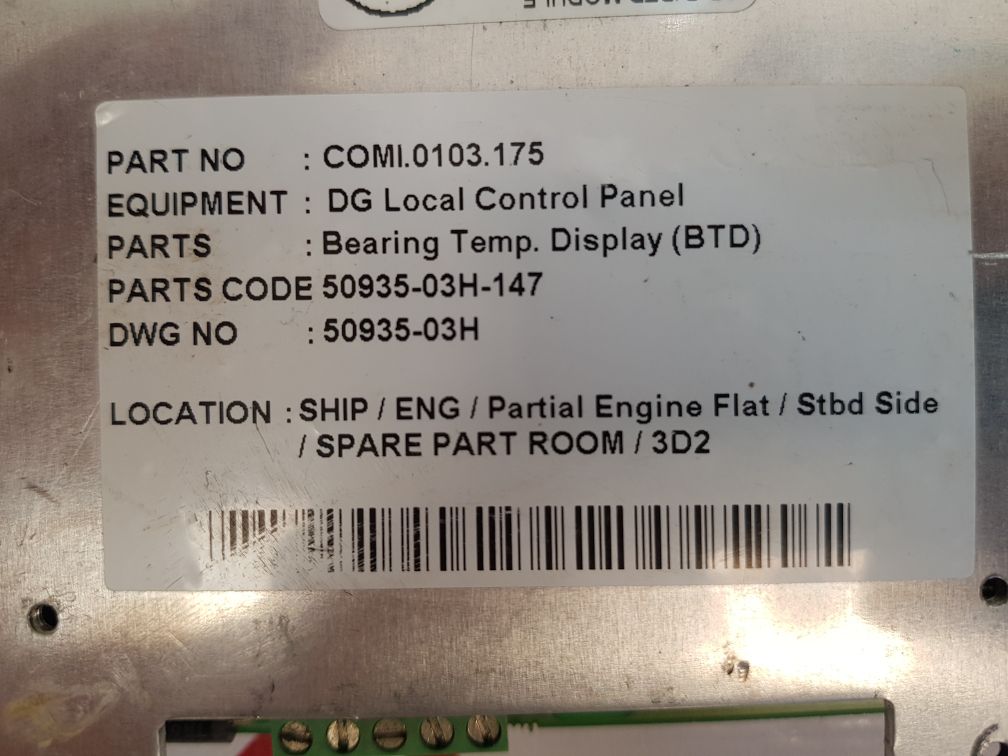 PART NO : COMI.0103.175
EQUIPMENT : DG Local Control Panel
PARTS : Bearing Temp. Display (BTD)
PARTS CODE 50935-03H-147
DWG NO : 50935-03H
LOCATION : SHIP / ENG / Partial Engine Flat / Stbd Side
/ SPARE PART ROOM / 3D2